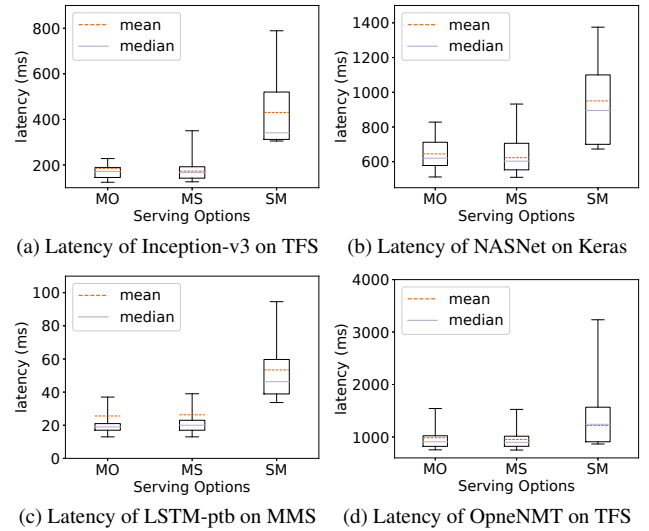 800
600
400
200
latency (ms)
mean
median
MO MS SM
Serving Options
(a) Latency of Inception-v3 on TFS
1400
1200
1000
800
600
latency (ms)
mean
median
MO MS SM
Serving Options
(b) Latency of NASNet on Keras
100
80
60
40
20
0
latency (ms)
mean
median
MO MS SM
Serving Options
(c) Latency of LSTM-ptb on MMS
4000
3000
2000
1000
latency (ms)
mean
median
MO MS SM
Serving Options
(d) Latency of OpneNMT on TFS